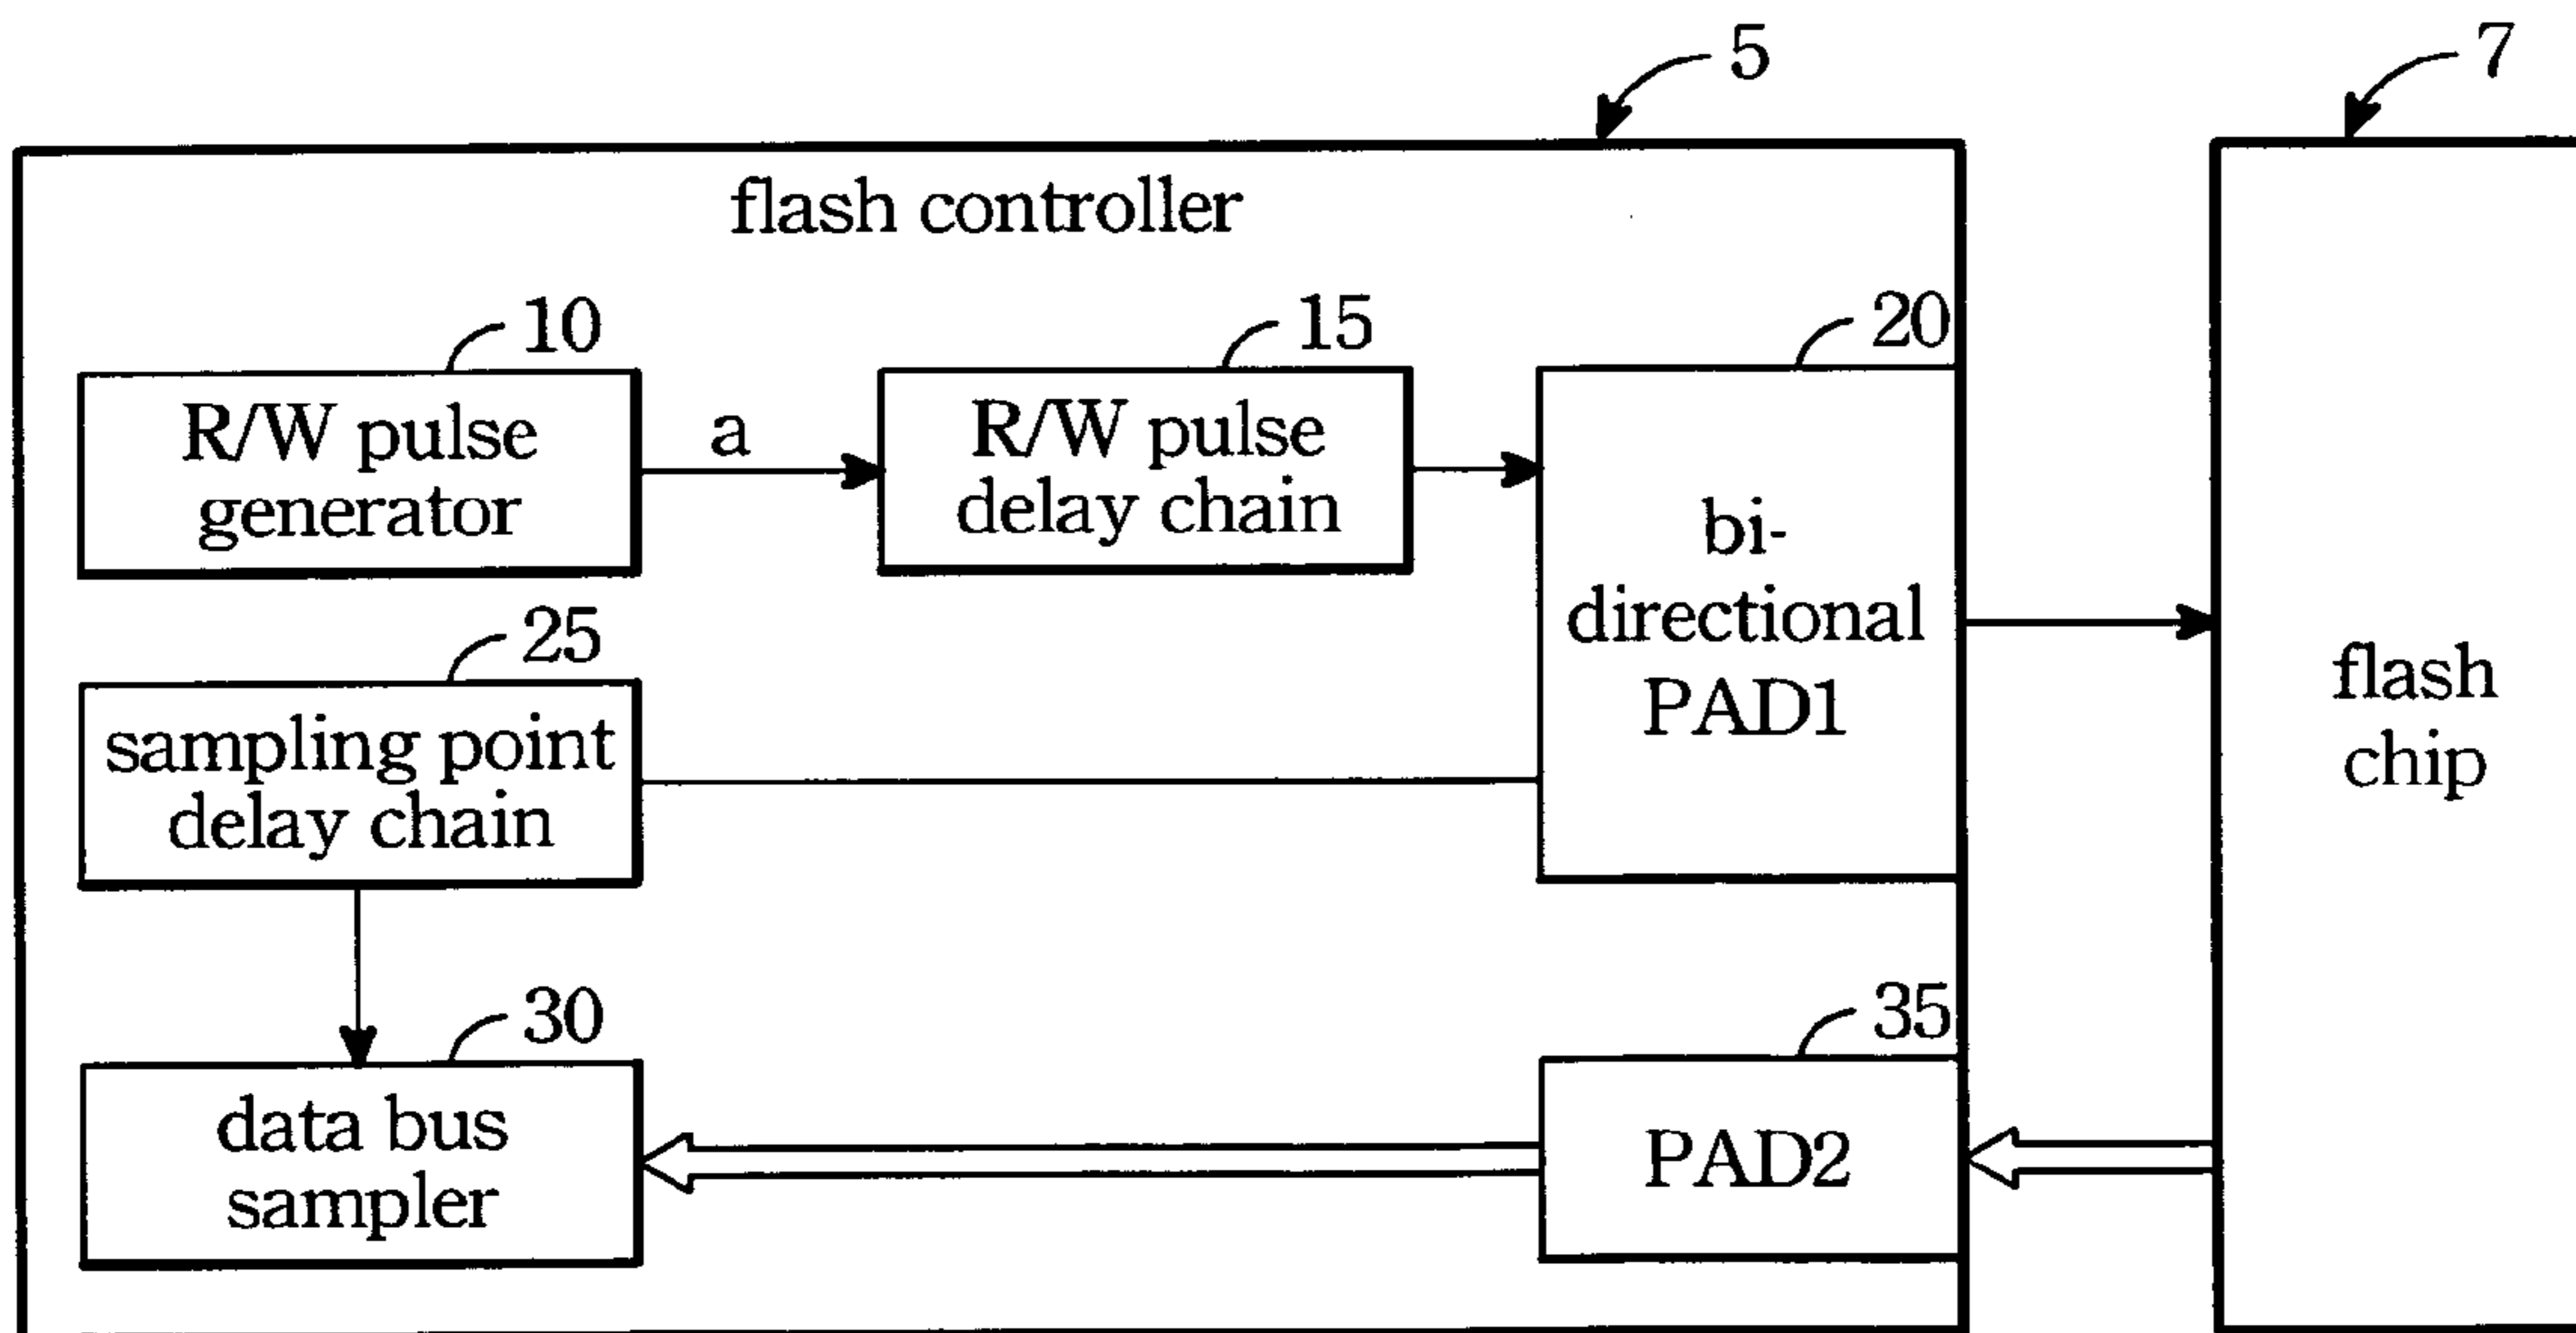 5
7
flash controller
10
15
20
R/W pulse
generator
a
R/W pulse
delay chain
bi-
directional
PAD1
25
sampling point
delay chain
flash
chip
30
35
data bus
sampler
PAD2